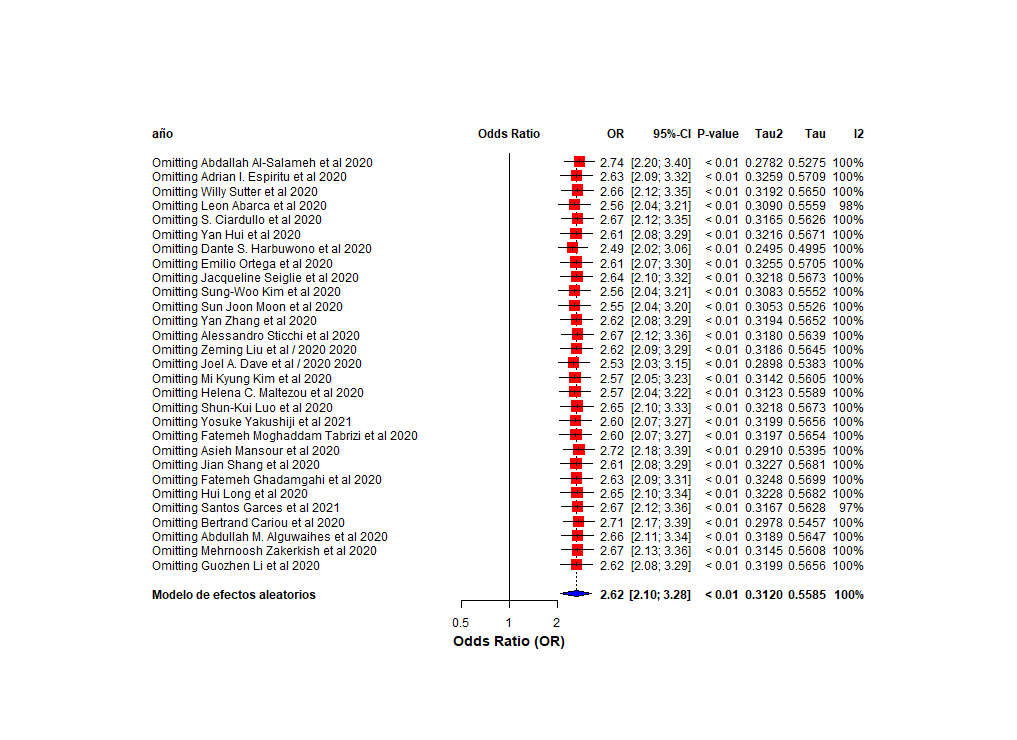 año Odds Ratio OR 95%-CI P-value Tau2 Tau I2
Omitting Abdallah Al-Salameh et al 2020 2.74 [2.20; 3.40] < 0.01 0.2782 0.5275 100%
Omitting Adrian I. Espiritu et al 2020 2.63 [2.09; 3.32] < 0.01 0.3259 0.5709 100%
Omitting Willy Sutter et al 2020 2.66 [2.12; 3.35] < 0.01 0.3192 0.5650 100%
Omitting Leon Abarca et al 2020 2.56 [2.04; 3.21] < 0.01 0.3090 0.5559 98%
Omitting S. Ciardullo et al 2020 2.67 [2.12; 3.35] < 0.01 0.3165 0.5626 100%
Omitting Yan Hui et al 2020 2.61 [2.08; 3.29] < 0.01 0.3216 0.5671 100%
Omitting Dante S. Harbuwono et al 2020 2.49 [2.02; 3.06] < 0.01 0.2495 0.4995 100%
Omitting Emilio Ortega et al 2020 2.61 [2.07; 3.30] < 0.01 0.3255 0.5705 100%
Omitting Jacqueline Seiglie et al 2020 2.64 [2.10; 3.32] < 0.01 0.3218 0.5673 100%
Omitting Sung-Woo Kim et al 2020 2.56 [2.04; 3.21] < 0.01 0.3083 0.5552 100%
Omitting Sun Joon Moon et al 2020 2.55 [2.04; 3.20] < 0.01 0.3053 0.5526 100%
Omitting Yan Zhang et al 2020 2.62 [2.08; 3.29] < 0.01 0.3194 0.5652 100%
Omitting Alessandro Sticchi et al 2020 2.67 [2.12; 3.36] < 0.01 0.3180 0.5639 100%
Omitting Zeming Liu et al / 2020 2020 2.62 [2.09; 3.29] < 0.01 0.3186 0.5645 100%
Omitting Joel A. Dave et al / 2020 2020 2.53 [2.03; 3.15] < 0.01 0.2898 0.5383 100%
Omitting Mi Kyung Kim et al 2020 2.57 [2.05; 3.23] < 0.01 0.3142 0.5605 100%
Omitting Helena C. Maltezou et al 2020 2.57 [2.04; 3.22] < 0.01 0.3123 0.5589 100%
Omitting Shun-Kui Luo et al 2020 2.65 [2.10; 3.33] < 0.01 0.3218 0.5673 100%
Omitting Yosuke Yakushiji et al 2021 2.60 [2.07; 3.27] < 0.01 0.3199 0.5656 100%
Omitting Fatemeh Moghaddam Tabrizi et al 2020 2.60 [2.07; 3.27] < 0.01 0.3197 0.5654 100%
Omitting Asieh Mansour et al 2020 2.72 [2.18; 3.39] < 0.01 0.2910 0.5395 100%
Omitting Jian Shang et al 2020 2.61 [2.08; 3.29] < 0.01 0.3227 0.5681 100%
Omitting Fatemeh Ghadamgahi et al 2020 2.63 [2.09; 3.31] < 0.01 0.3248 0.5699 100%
Omitting Hui Long et al 2020 2.65 [2.10; 3.34] < 0.01 0.3228 0.5682 100%
Omitting Santos Garces et al 2021 2.67 [2.12; 3.36] < 0.01 0.3167 0.5628 97%
Omitting Bertrand Cariou et al 2020 2.71 [2.17; 3.39] < 0.01 0.2978 0.5457 100%
Omitting Abdullah M. Alguwaihes et al 2020 2.66 [2.11; 3.34] < 0.01 0.3189 0.5647 100%
Omitting Mehrnoosh Zakerkish et al 2020 2.67 [2.13; 3.36] < 0.01 0.3145 0.5608 100%
Omitting Guozhen Li et al 2020 2.62 [2.08; 3.29] < 0.01 0.3199 0.5656 100%
Modelo de efectos aleatorios 2.62 [2.10; 3.28] < 0.01 0.3120 0.5585 100%
0.5 1 2
Odds Ratio (OR)